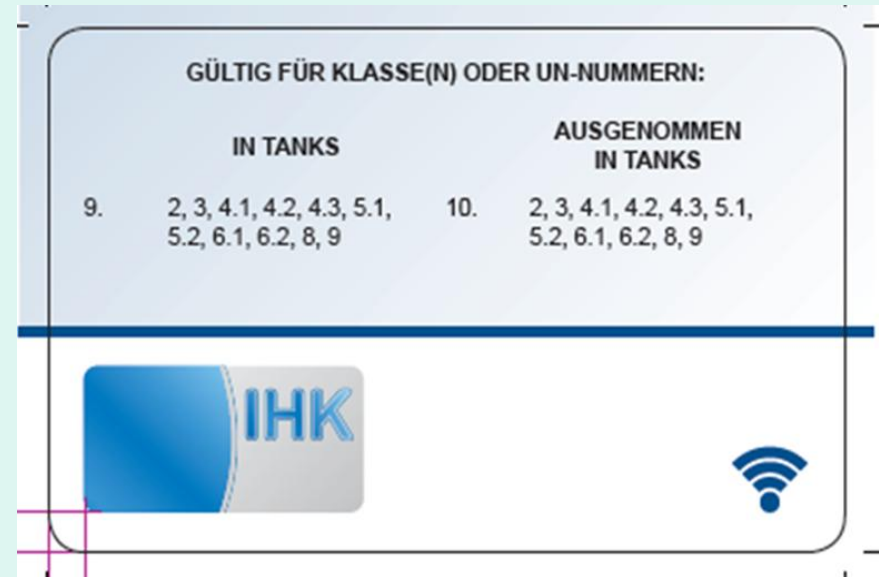 GÜLTIG FÜR KLASSE(N) ODER UN-NUMMERN:
IN TANKS
AUSGENOMMEN
IN TANKS
9. 2, 3, 4.1, 4.2, 4.3, 5.1,
5.2, 6.1, 6.2, 8, 9
10. 2, 3, 4.1, 4.2, 4.3, 5.1,
5.2, 6.1, 6.2, 8, 9
IHK